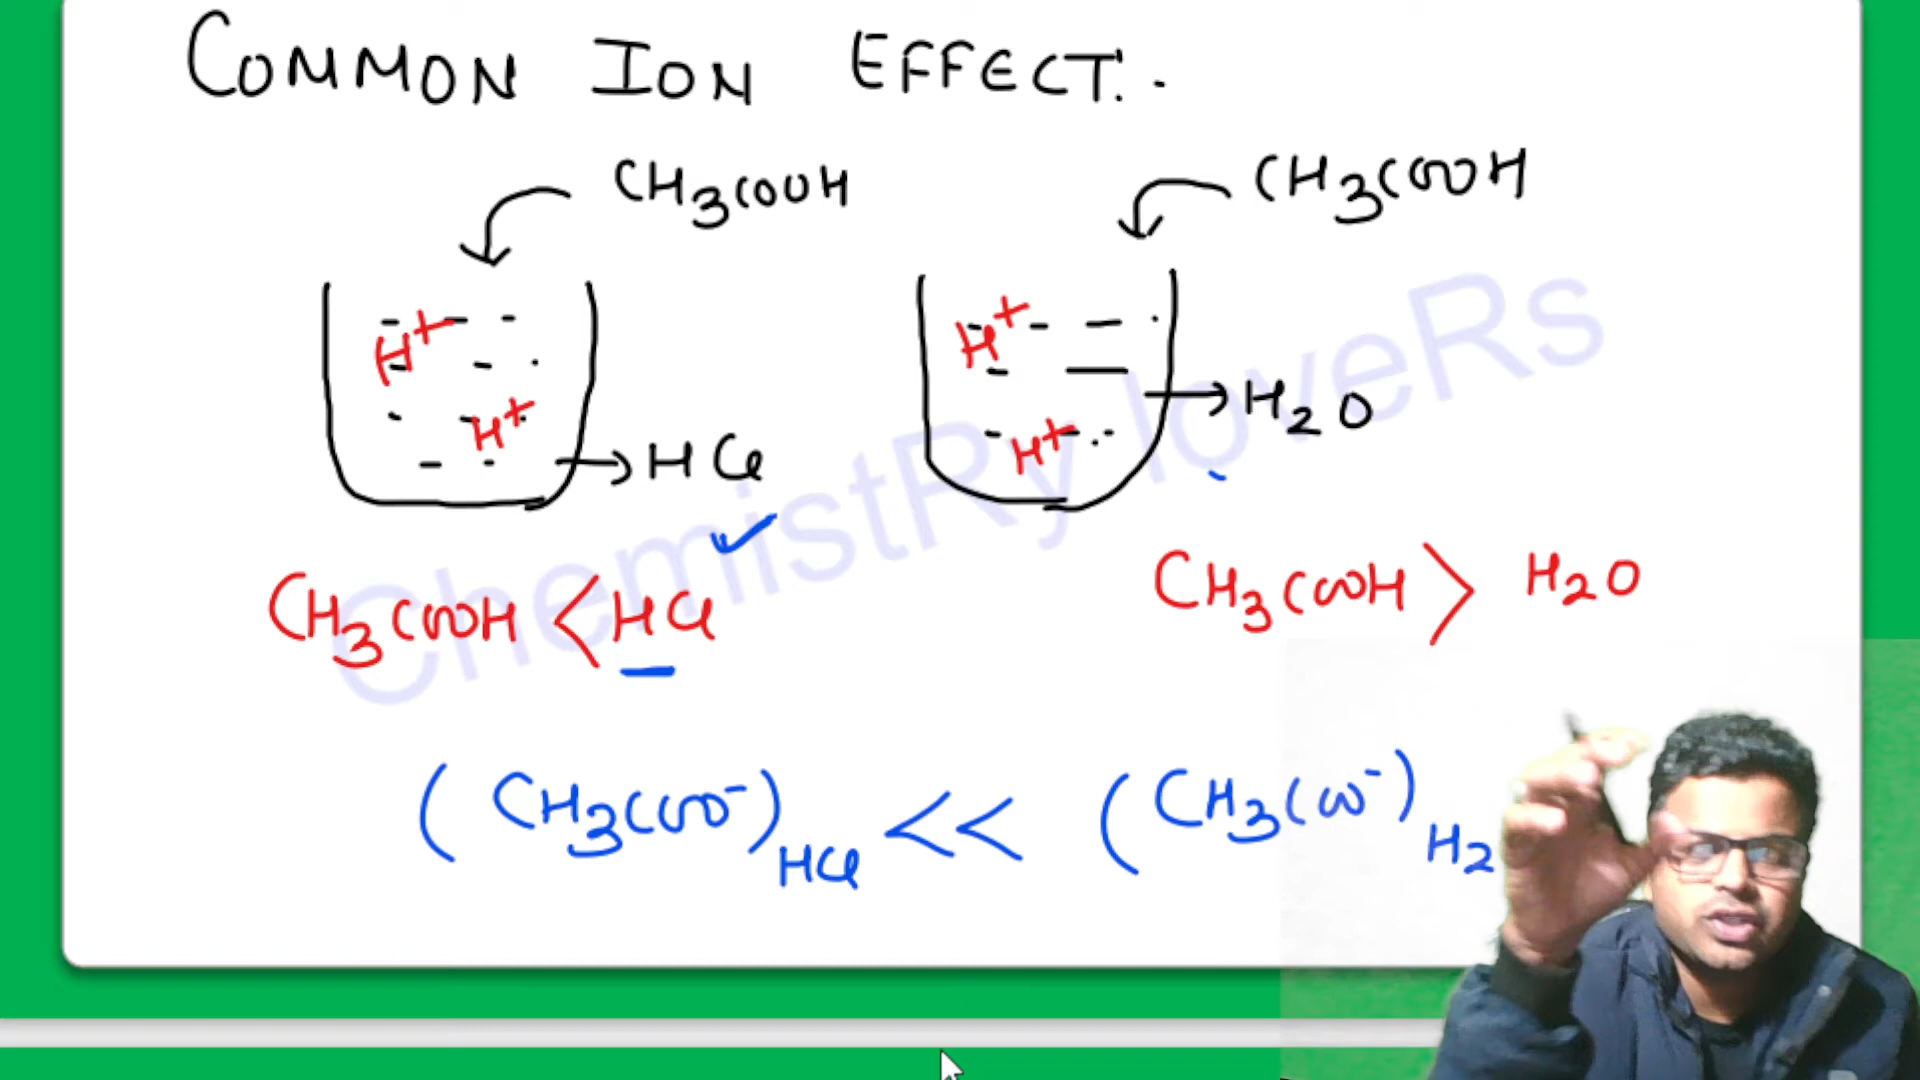 COMMON ION EFFECT..
CH3COOH
CH3COOH
H+
H+
HCl
H+
H+
H2O
ChemistRy loveRs
CH3COOH < HCl
CH3COOH > H2O
(CH3COO-)HCl << (CH3COO-)H2